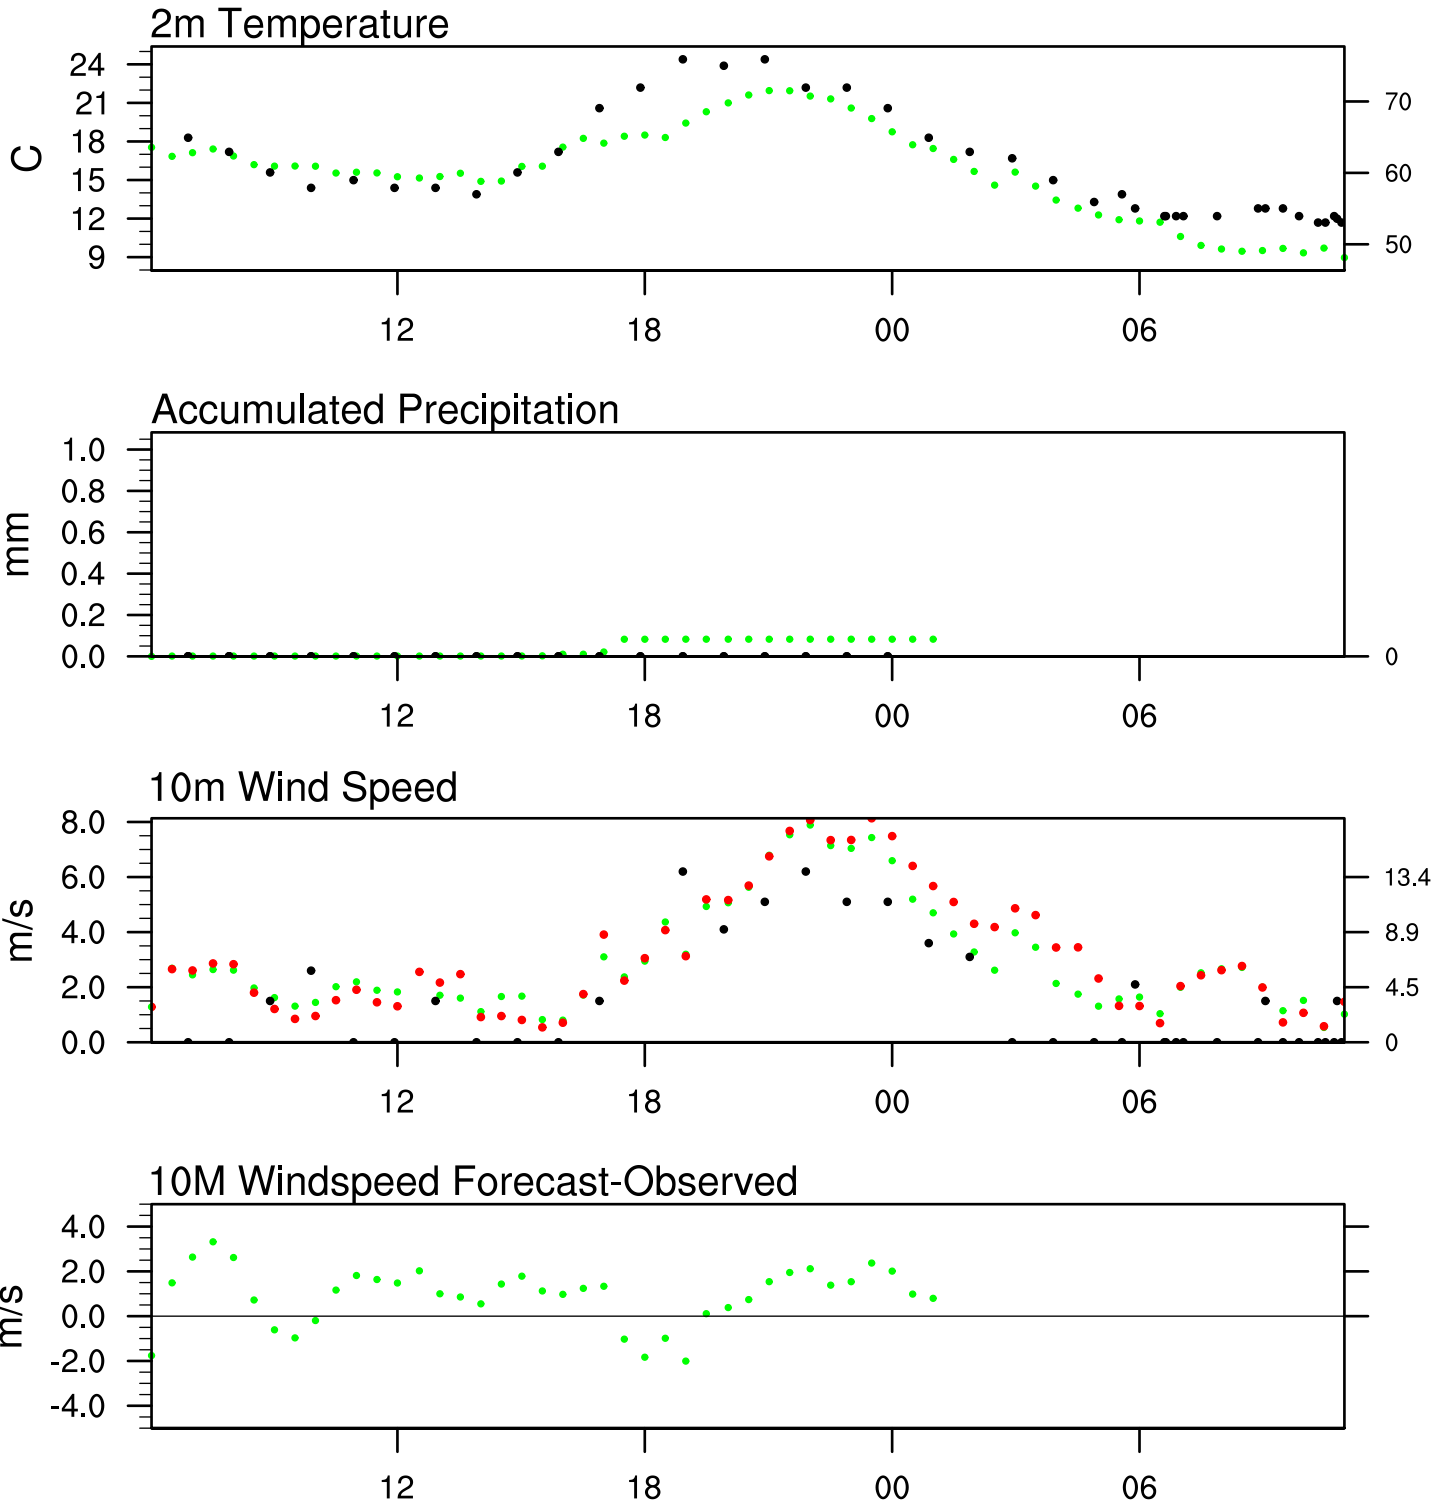 2m Temperature
24
21
18
15
12
9
C
70
60
50
12 18 00 06
Accumulated Precipitation
1.0
0.8
0.6
0.4
0.2
0.0
mm
0
12 18 00 06
10m Wind Speed
8.0
6.0
4.0
2.0
0.0
m/s
13.4
8.9
4.5
0
12 18 00 06
10M Windspeed Forecast-Observed
4.0
2.0
0.0
-2.0
-4.0
m/s
12 18 00 06